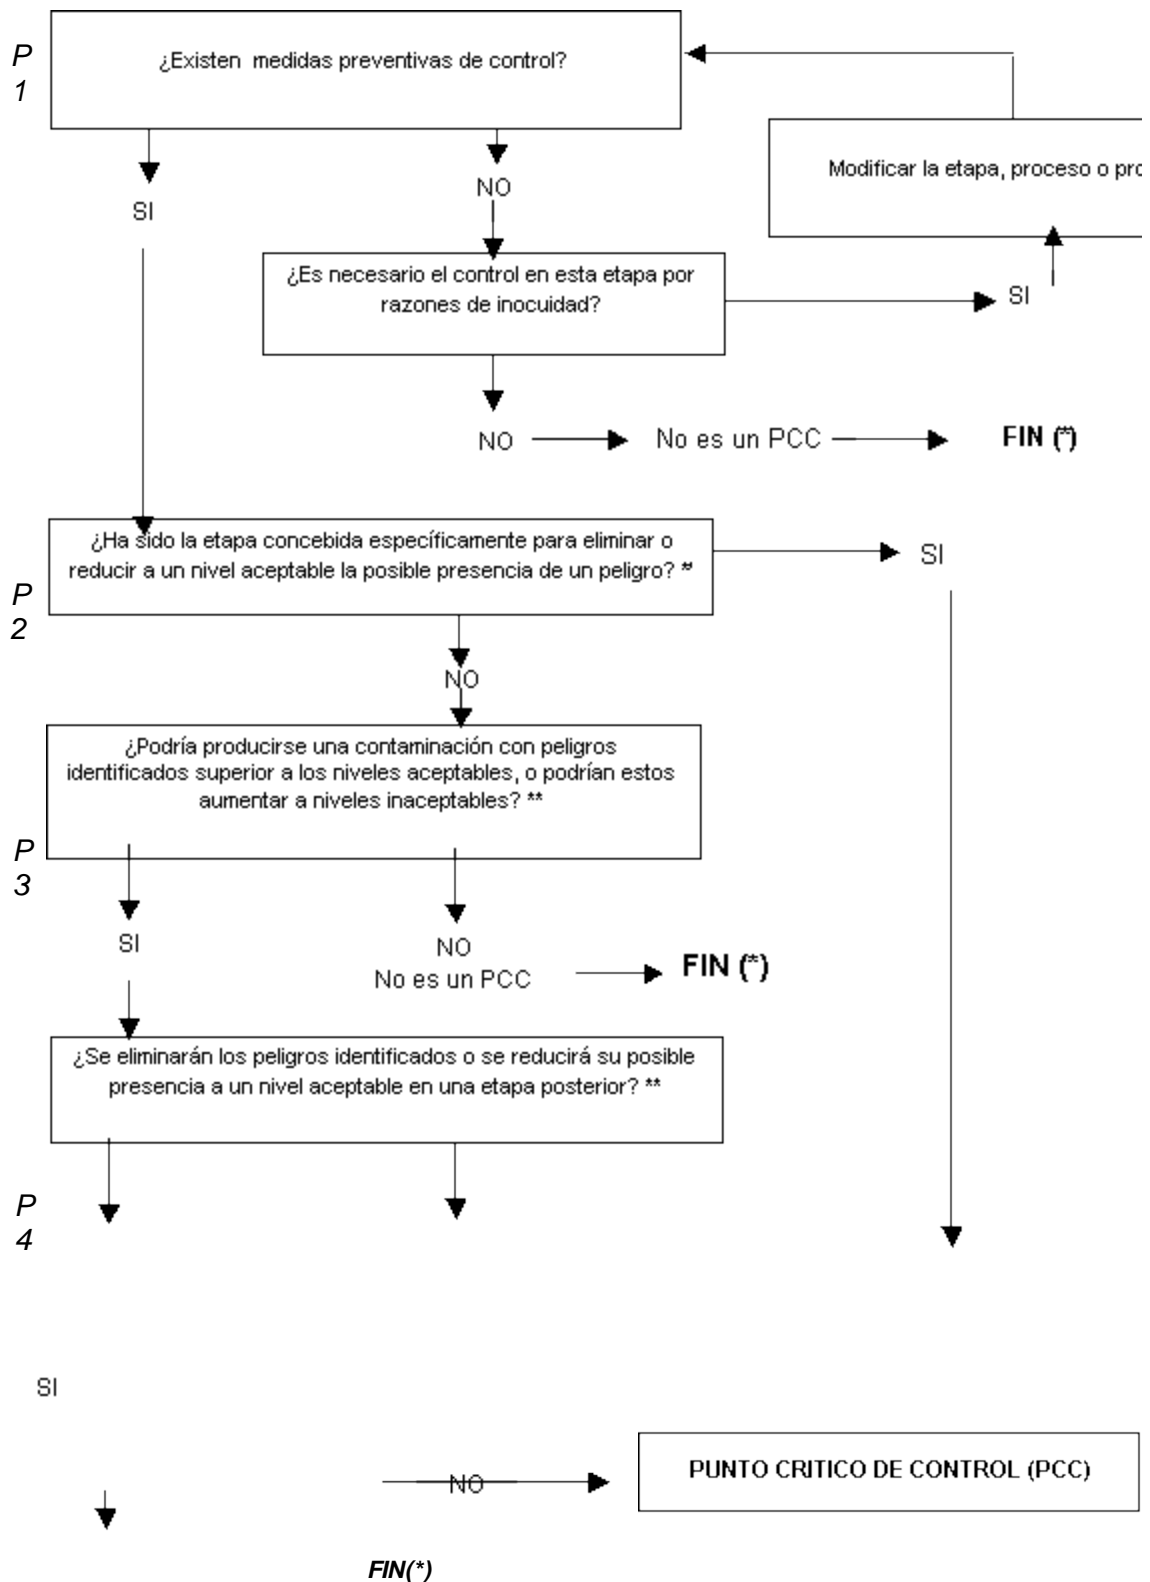 P
1
¿Existen medidas preventivas de control?
Modificar la etapa, proceso o pro
SI
NO
¿Es necesario el control en esta etapa por
razones de inocuidad?
SI
NO
No es un PCC
FIN (*)
P
2
¿Ha sido la etapa concebida específicamente para eliminar o
reducir a un nivel aceptable la posible presencia de un peligro? **
SI
NO
P
3
¿Podría producirse una contaminación con peligros
identificados superior a los niveles aceptables, o podrían estos
aumentar a niveles inaceptables? **
SI
NO
No es un PCC
FIN (*)
P
4
¿Se eliminarán los peligros identificados o se reducirá su posible
presencia a un nivel aceptable en una etapa posterior? **
SI
NO
PUNTO CRITICO DE CONTROL (PCC)
FIN(*)